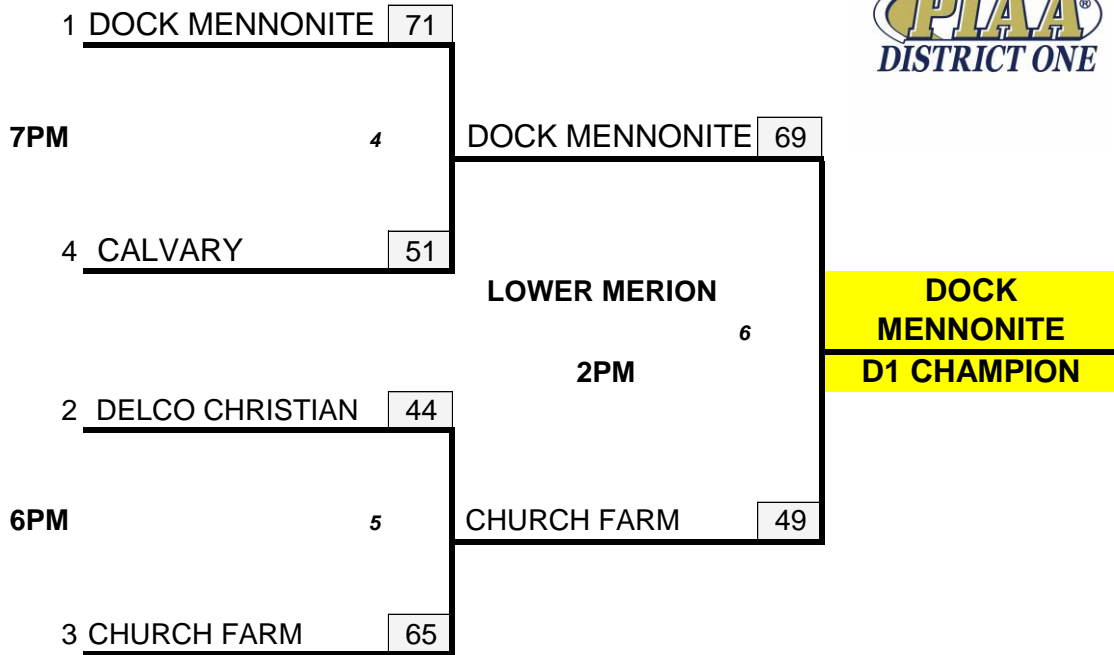 1 DOCK MENNONITE 71
PIAA®
DISTRICT ONE
7PM 4 DOCK MENNONITE 69
4 CALVARY 51
LOWER MERION
6
2PM
DOCK
MENNONITE
D1 CHAMPION
2 DELCO CHRISTIAN 44
6PM 5 CHURCH FARM 49
3 CHURCH FARM 65